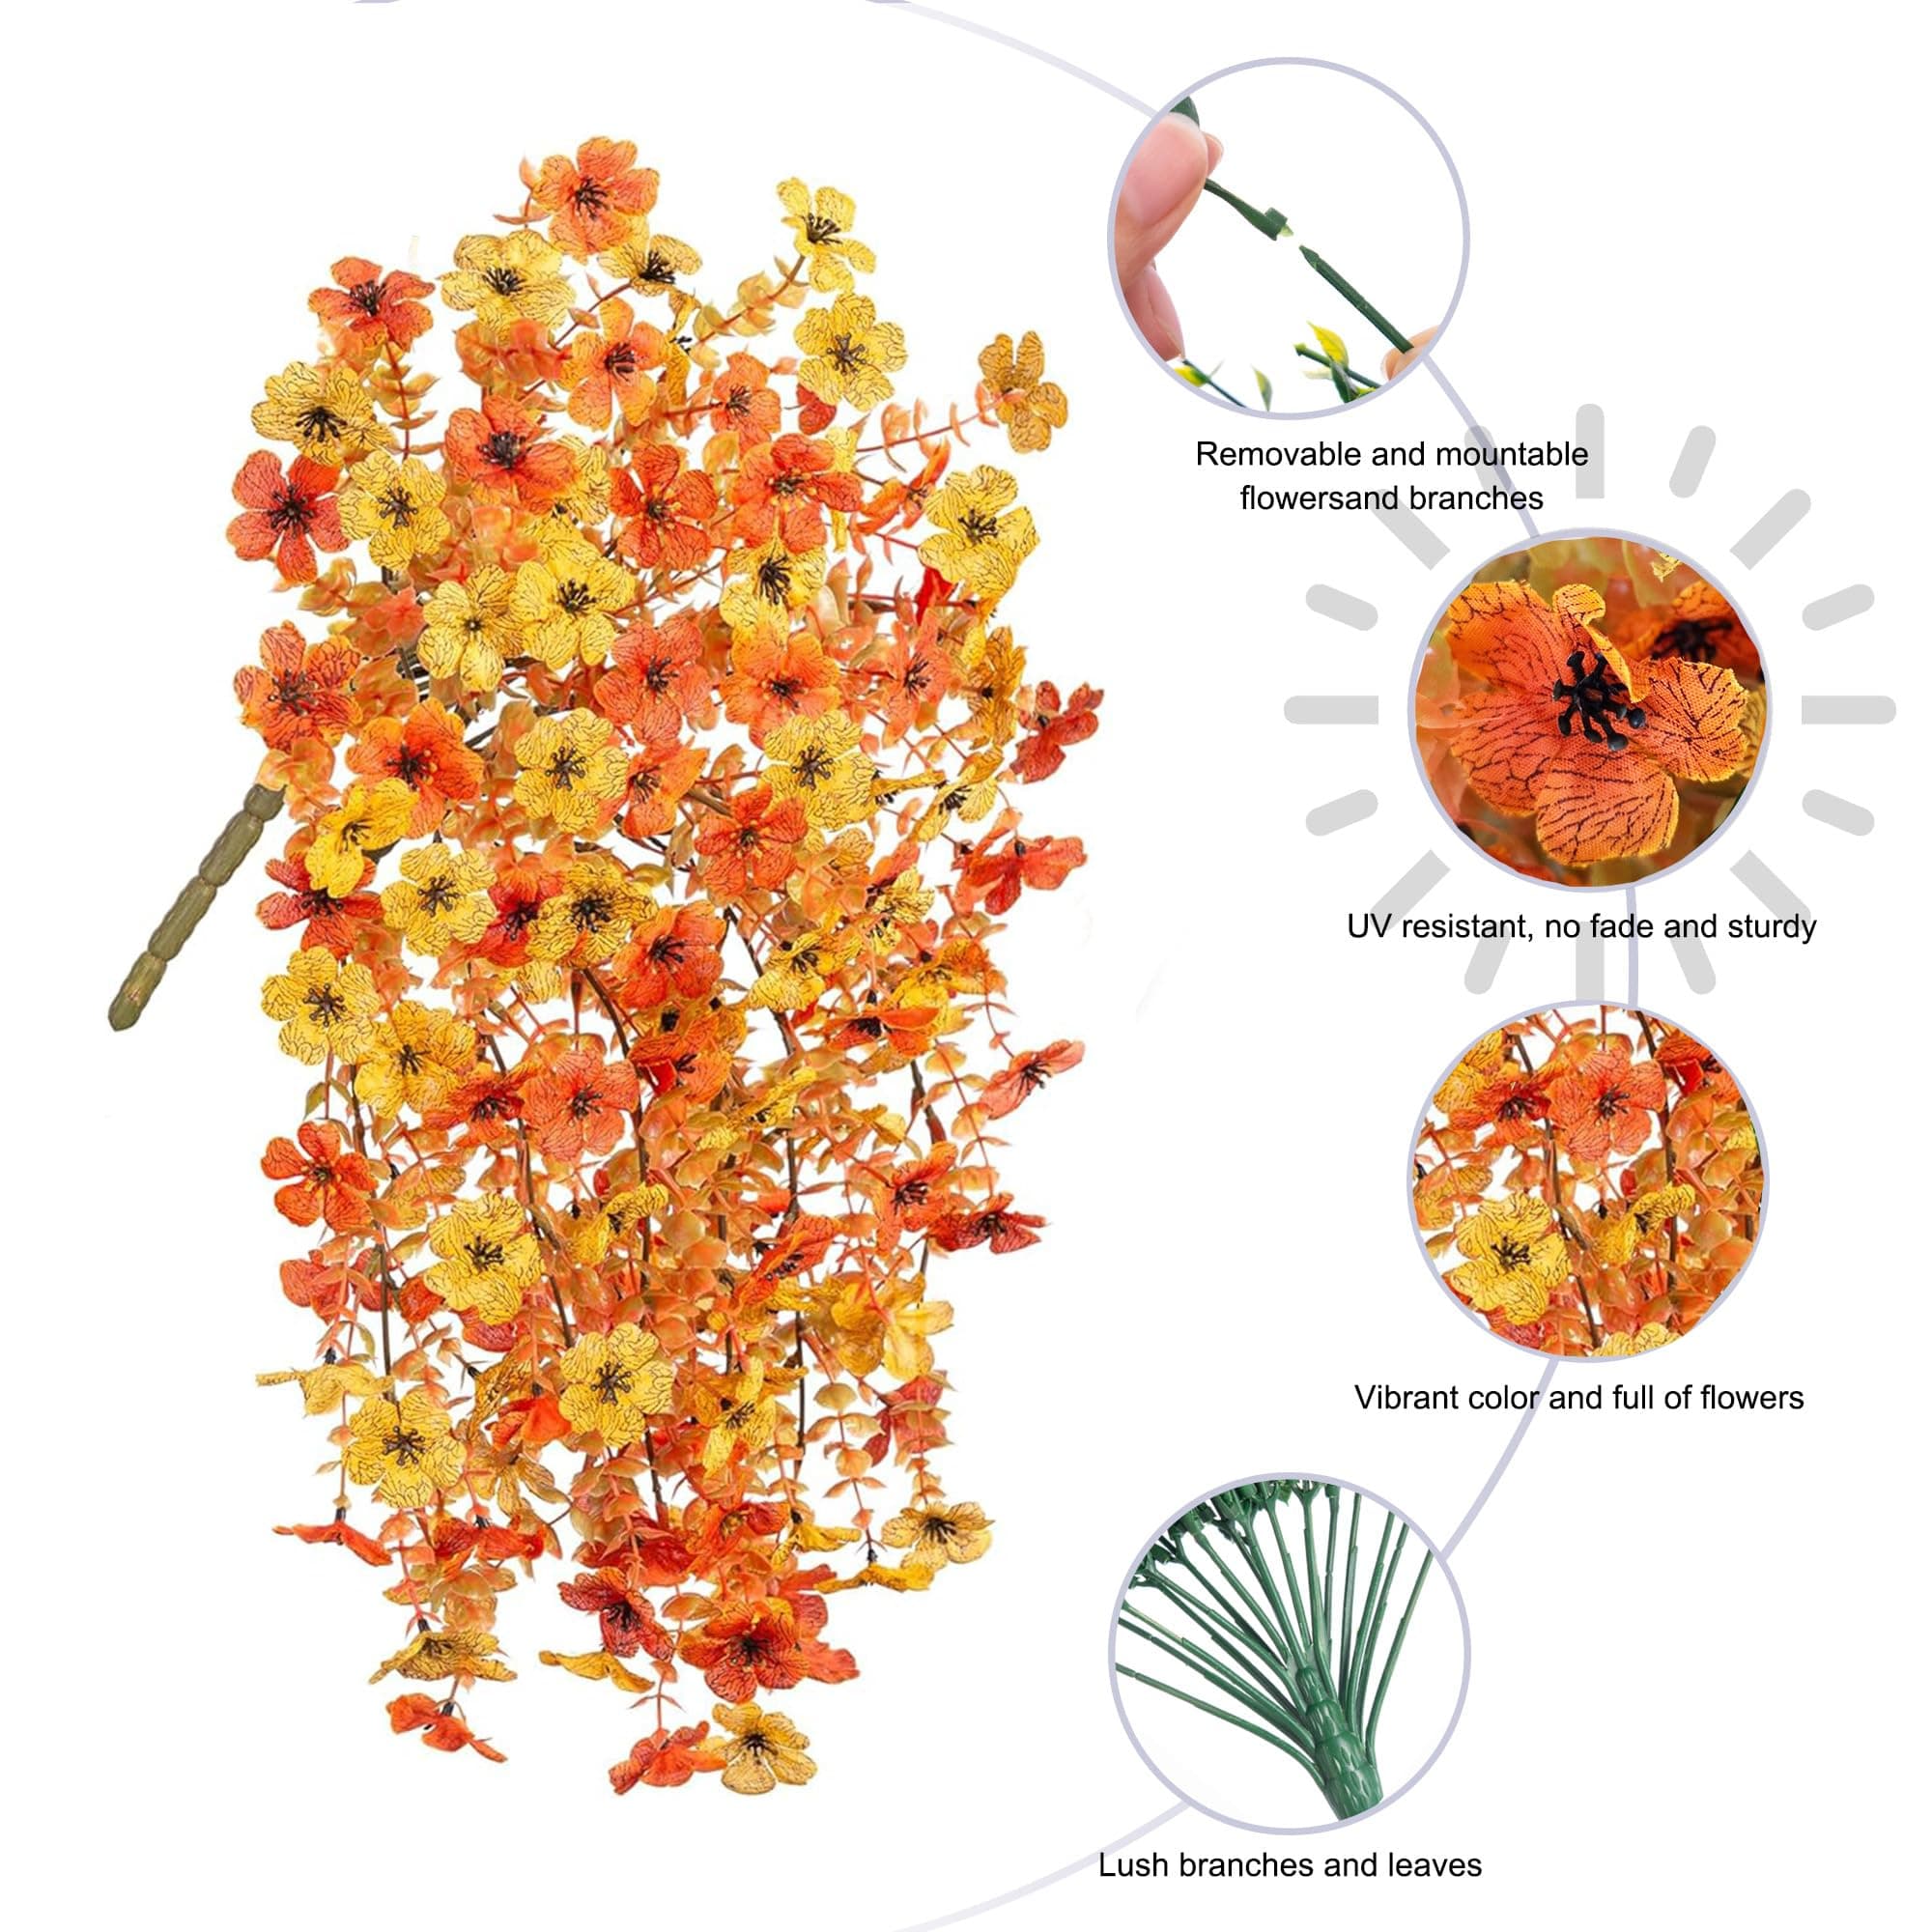 Removable and mountable
flowersand branches
UV resistant, no fade and sturdy
Vibrant color and full of flowers
Lush branches and leaves